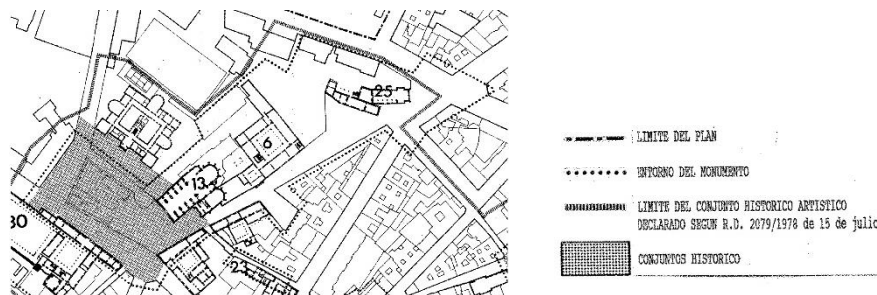 25
6
13
30
23
LIMITE DEL PLAN
ENTORNO DEL MONUMENTO
LIMITE DEL CONJUNTO HISTORICO ARTISTICO
DECLARADO SEGUN R.D. 2079/1978 de 15 de julio
CONJUNTOS HISTORICO